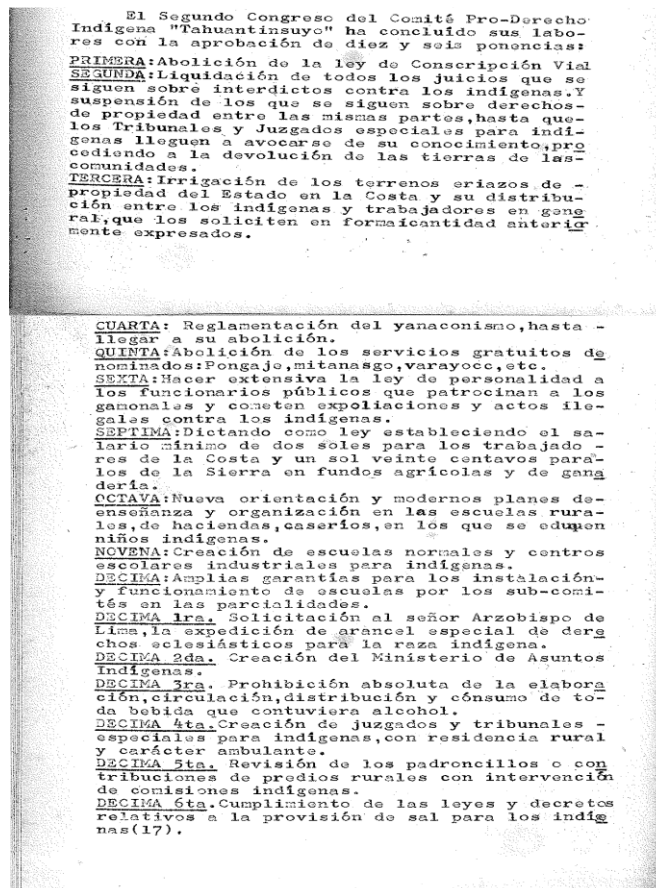 El Segundo Congreso del Comité Pro-Derecho
Indígena "Tahuantinsuyo" ha concluído sus labo-
res con la aprobación de diez y seis ponencias:
PRIMERA:Abolición de la ley de Conscripción Vial
SEGUNDA:Liquidación de todos los juicios que se
siguen sobre interdictos contra los indígenas.Y
suspensión de los que se siguen sobre derechos-
de propiedad entre las mismas partes,hasta que-
los Tribunales y Juzgados especiales para indí-
genas lleguen a avocarse de su conocimiento,pro
cediendo a la devolución de las tierras de las-
comunidades.
TERCERA:Irrigación de los terrenos eriazos de -
propiedad del Estado en la Costa y su distribu-
ción entre los indígenas y trabajadores en gene
ral,que los soliciten en formaícantidad anterior
mente expresados.
CUARTA: Reglamentación del yanaconismo,hasta -
llegar a su abolición.
QUINTA:Abolición de los servicios gratuitos de
nominados:Pongaje,mitanasgo,varayocc,etc.
SEXTA:Hacer extensiva la ley de personalidad a
los funcionarios públicos que patrocinan a los
gamonales y cometen expoliaciones y actos ile-
gales contra los indígenas.
SEPTIMA:Dictando como ley estableciendo el sa-
lario mínimo de dos soles para los trabajado -
res de la Costa y un sol veinte centavos para-
los de la Sierra en fundos agrícolas y de gana
dería.
OCTAVA:Nueva orientación y modernos planes de-
enseñanza y organización en las escuelas rura-
les,de haciendas,caseríos,en los que se eduquen
niños indígenas.
NOVENA:Creación de escuelas normales y centros
escolares industriales para indígenas.
DECIMA:Amplias garantías para los instalación-
y funcionamiento de escuelas por los sub-comi-
tés en las parcialidades.
DECIMA 1ra. Solicitación al señor Arzobispo de
Lima,la expedición de arancel especial de dere
chos eclesiásticos para la raza indígena.
DECIMA 2da. Creación del Ministerio de Asuntos
Indígenas.
DECIMA 3ra. Prohibición absoluta de la elabora
ción,circulación,distribución y cónsumo de to-
da bebida que contuviera alcohol.
DECIMA 4ta.Creación de juzgados y tribunales -
especiales para indígenas,con residencia rural
y carácter ambulante.
DECIMA 5ta. Revisión de los padroncillos o con
tribuciones de predios rurales con intervención
de comisiones indígenas.
DECIMA 6ta.Cumplimiento de las leyes y decretos
relativos a la provisión de sal para los indíge
nas(17).